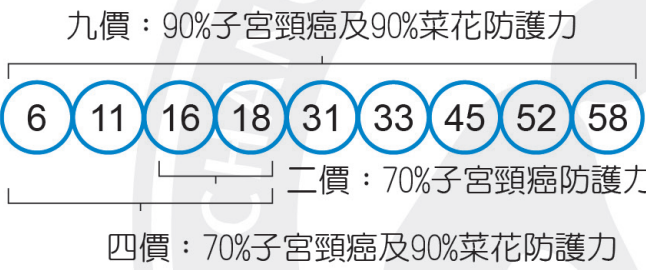 九價：90%子宮頸癌及90%菜花防護力
6 11 16 18 31 33 45 52 58
二價：70%子宮頸癌防護力
四價：70%子宮頸癌及90%菜花防護力
CHANG